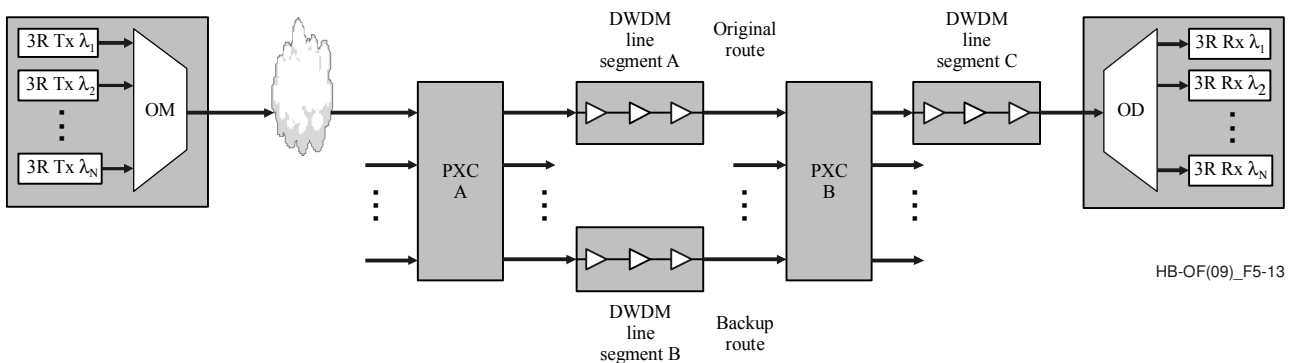 DWDM
line
segment A
Original
route
DWDM
line
segment C
3R Tx λ1
3R Tx λ2
3R Tx λN
OM
PXC
A
PXC
B
OD
3R Rx λ1
3R Rx λ2
3R Rx λN
HB-OF(09)_F5-13
DWDM
line
segment B
Backup
route